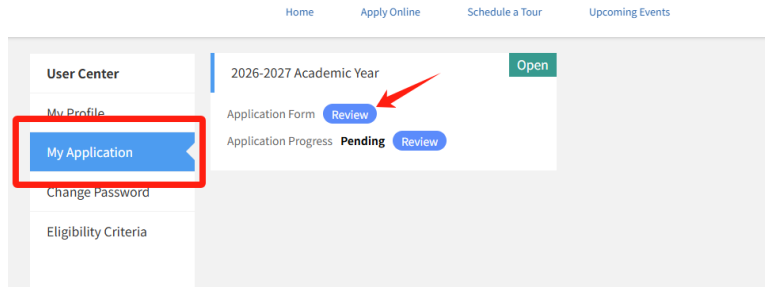 Home Apply Online Schedule a Tour Upcoming Events
User Center
My Profile
My Application
Change Password
Eligibility Criteria
2026-2027 Academic Year Open
Application Form Review
Application Progress Pending Review